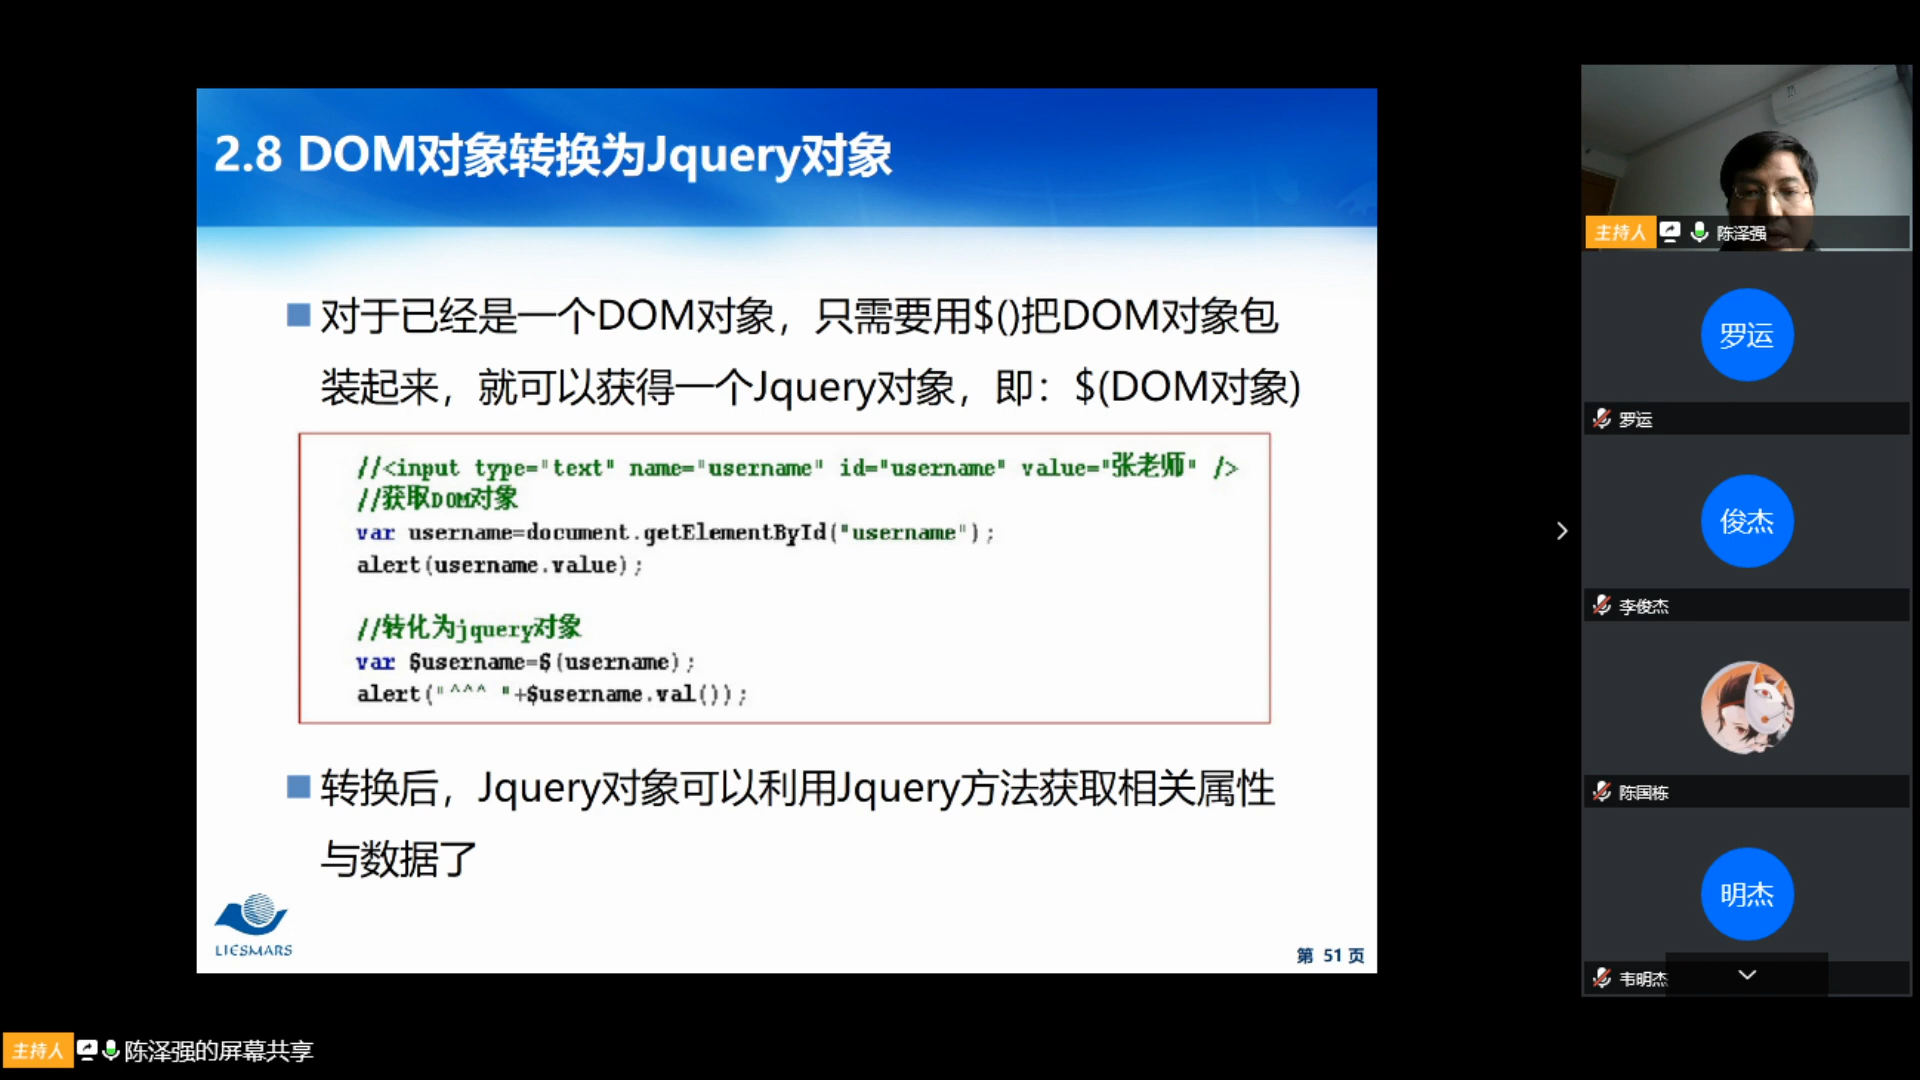 2.8 DOM对象转换为Jquery对象
对于已经是一个DOM对象，只需要用$()把DOM对象包
装起来，就可以获得一个Jquery对象，即：$(DOM对象)
//<input type="text" name="username" id="username" value="张老师" />
//获取DOM对象
var username=document.getElementById("username");
alert(username.value);
//转化为jquery对象
var $username=$(username);
alert("^^^ "+$username.val());
转换后，Jquery对象可以利用Jquery方法获取相关属性
与数据了
LIESMARS
第 51 页
主持人 陈泽强
罗运
罗运
俊杰
李俊杰
陈国栋
明杰
韦明杰
主持人 陈泽强的屏幕共享